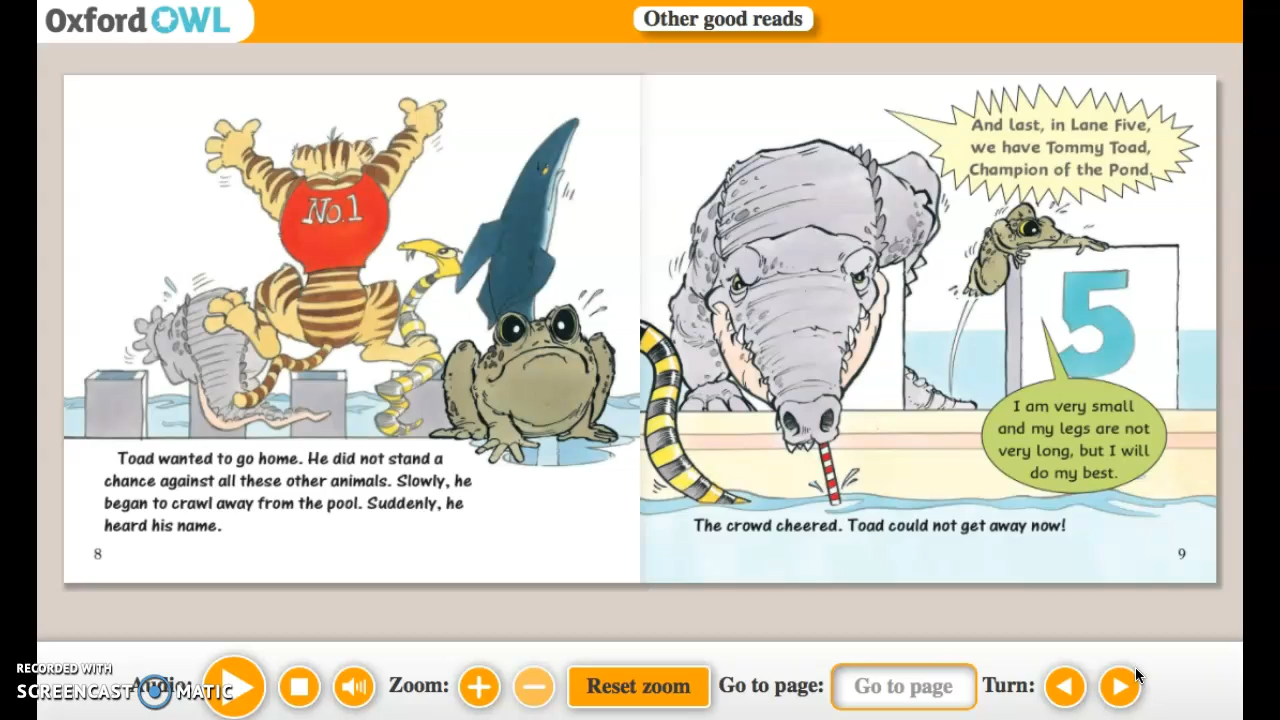 Oxford OWL
Other good reads
No.1
Toad wanted to go home. He did not stand a
chance against all these other animals. Slowly, he
began to crawl away from the pool. Suddenly, he
heard his name.
8
And last, in Lane Five,
we have Tommy Toad,
Champion of the Pond.
5
I am very small
and my legs are not
very long, but I will
do my best.
The crowd cheered. Toad could not get away now!
9
RECORDED WITH
SCREENCAST MATIC
Audio:
Zoom:
Reset zoom
Go to page:
Go to page
Turn: